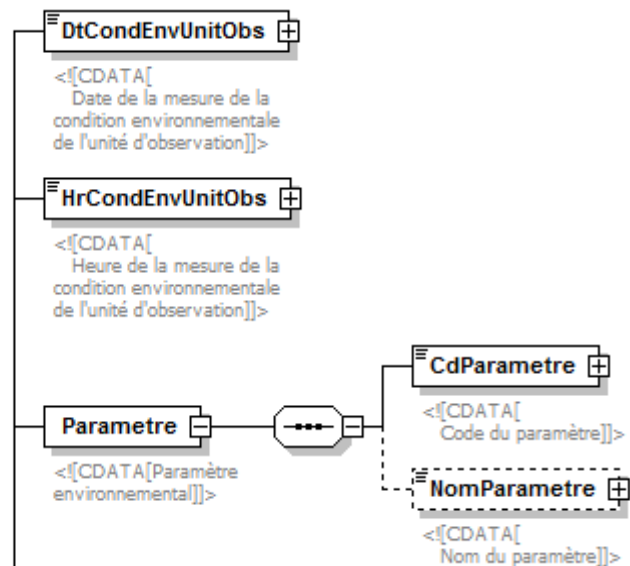 DtCondEnvUnitObs
<![CDATA[
Date de la mesure de la
condition environnementale
de l'unité d'observation]]>
HrCondEnvUnitObs
<![CDATA[
Heure de la mesure de la
condition environnementale
de l'unité d'observation]]>
Parametre
<![CDATA[Paramètre
environnemental]]>
CdParametre
<![CDATA[
Code du paramètre]]>
NomParametre
<![CDATA[
Nom du paramètre]]>